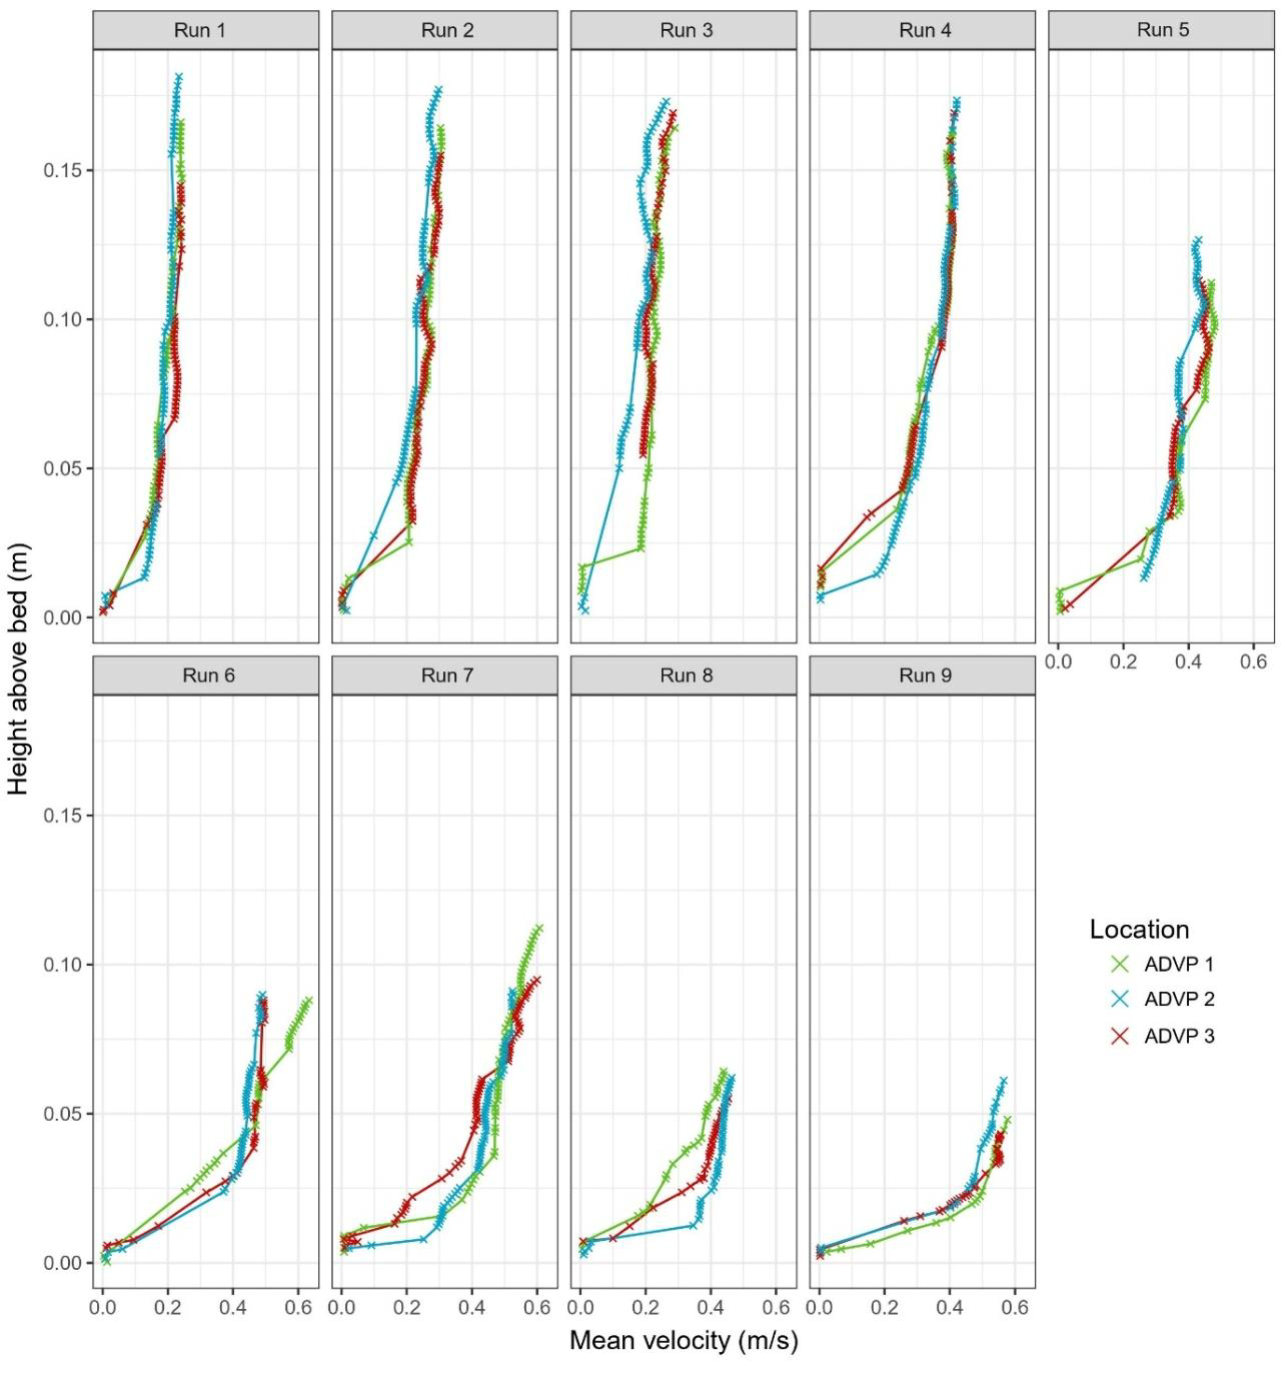 Run 1
Run 2
Run 3
Run 4
Run 5
0.15
0.10
0.05
0.00
0.0 0.2 0.4 0.6
Run 6
Run 7
Run 8
Run 9
0.15
0.10
0.05
0.00
0.0 0.2 0.4 0.6
0.0 0.2 0.4 0.6
0.0 0.2 0.4 0.6
0.0 0.2 0.4 0.6
Height above bed (m)
Mean velocity (m/s)
Location
ADVP 1
ADVP 2
ADVP 3